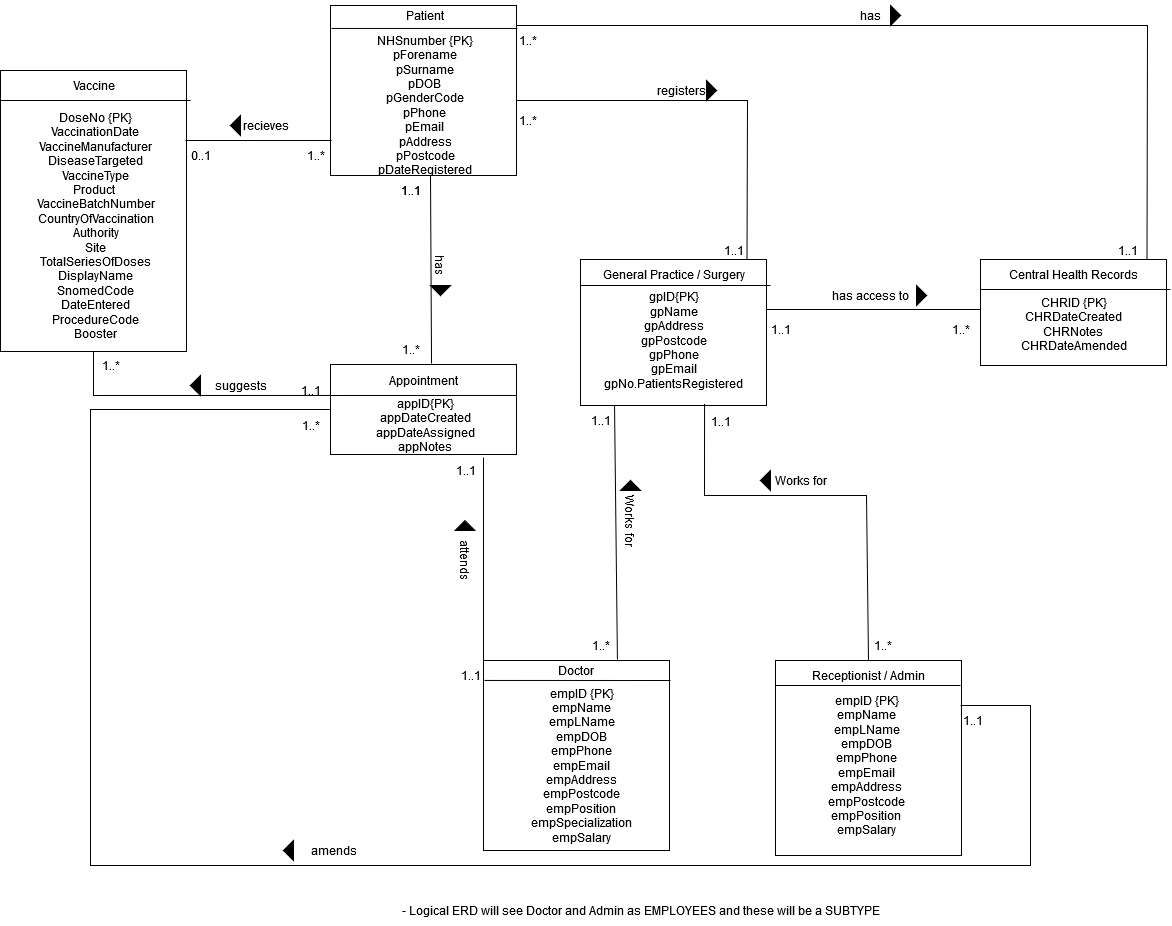 Patient
NHSnumber {PK}
pForename
pSurname
pDOB
pGenderCode
pPhone
pEmail
pAddress
pPostcode
pDateRegistered
has
1..*
registers
1..*
Vaccine
DoseNo {PK}
VaccinationDate
VaccineManufacturer
DiseaseTargeted
VaccineType
Product
VaccineBatchNumber
CountryOfVaccination
Authority
Site
TotalSeriesOfDoses
DisplayName
SnomedCode
DateEntered
ProcedureCode
Booster
recieves
0..1
1..*
1..1
has
1..*
1..1
1..1
General Practice / Surgery
gpID{PK}
gpName
gpAddress
gpPostcode
gpPhone
gpEmail
gpNo.PatientsRegistered
has access to
1..1
1..*
Central Health Records
CHRID {PK}
CHRDateCreated
CHRNotes
CHRDateAmended
1..*
suggests
1..1
1..*
Appointment
appID{PK}
appDateCreated
appDateAssigned
appNotes
1..1
1..1
1..1
attends
Works for
Works for
1..1
1..*
1..*
Doctor
empID {PK}
empName
empLName
empDOB
empPhone
empEmail
empAddress
empPostcode
empPosition
empSpecialization
empSalary
Receptionist / Admin
empID {PK}
empName
empLName
empDOB
empPhone
empEmail
empAddress
empPostcode
empPosition
empSalary
1..1
amends
- Logical ERD will see Doctor and Admin as EMPLOYEES and these will be a SUBTYPE